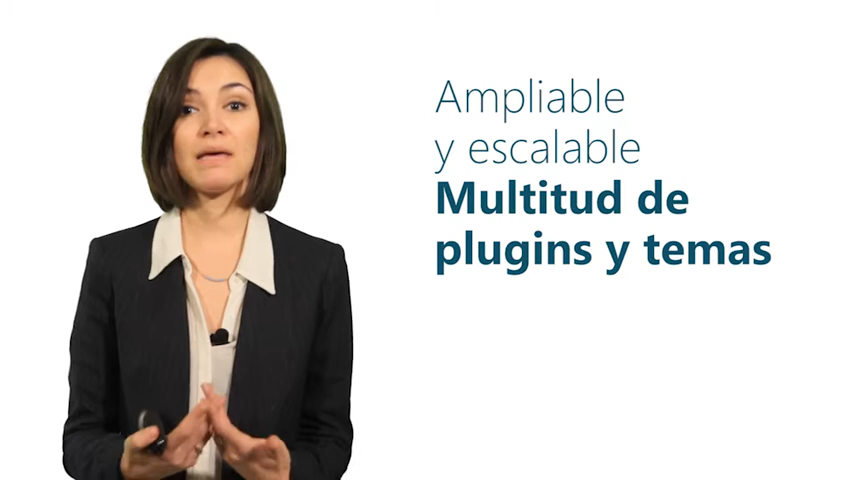 Ampliable
y escalable
Multitud de
plugins y temas